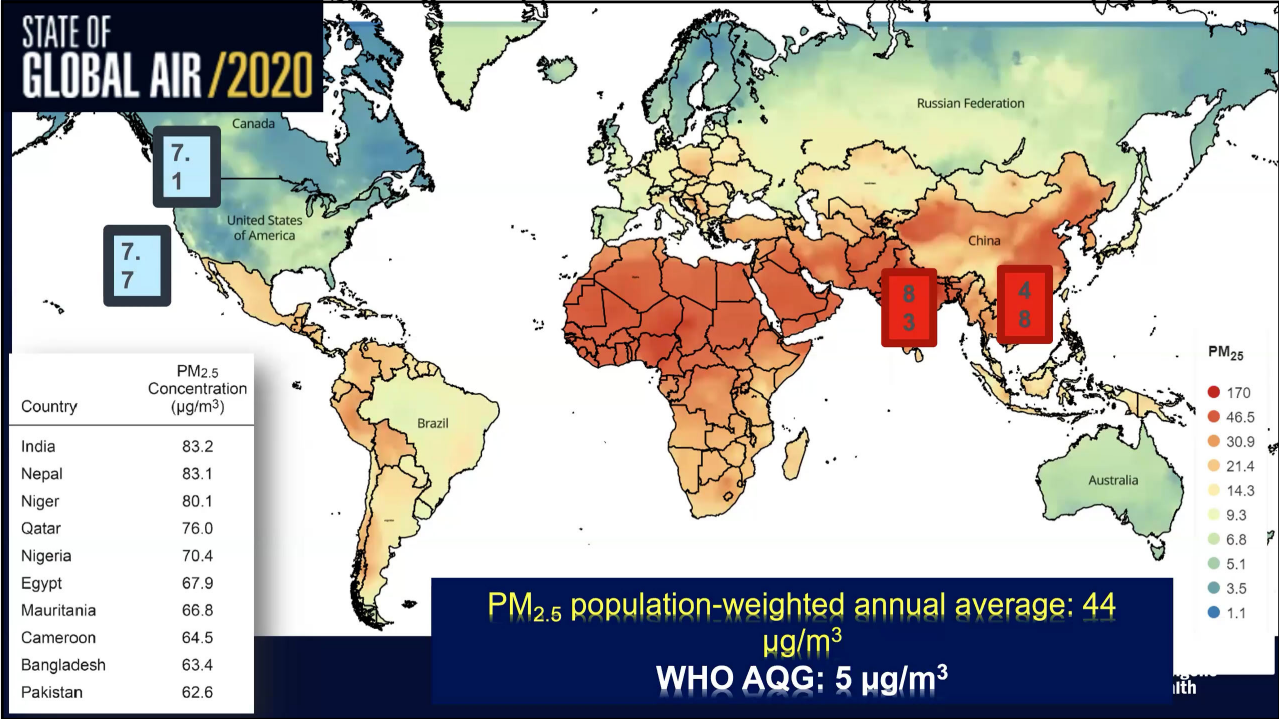 STATE OF
GLOBAL AIR /2020
Canada
7.
1
United States
of America
7.
7
Russian Federation
China
8
3
4
8
Brazil
Australia
PM25
170
46.5
30.9
21.4
14.3
9.3
6.8
5.1
3.5
1.1
Country PM2.5 Concentration (µg/m³)
India 83.2
Nepal 83.1
Niger 80.1
Qatar 76.0
Nigeria 70.4
Egypt 67.9
Mauritania 66.8
Cameroon 64.5
Bangladesh 63.4
Pakistan 62.6
PM2.5 population-weighted annual average: 44
µg/m³
WHO AQG: 5 µg/m³